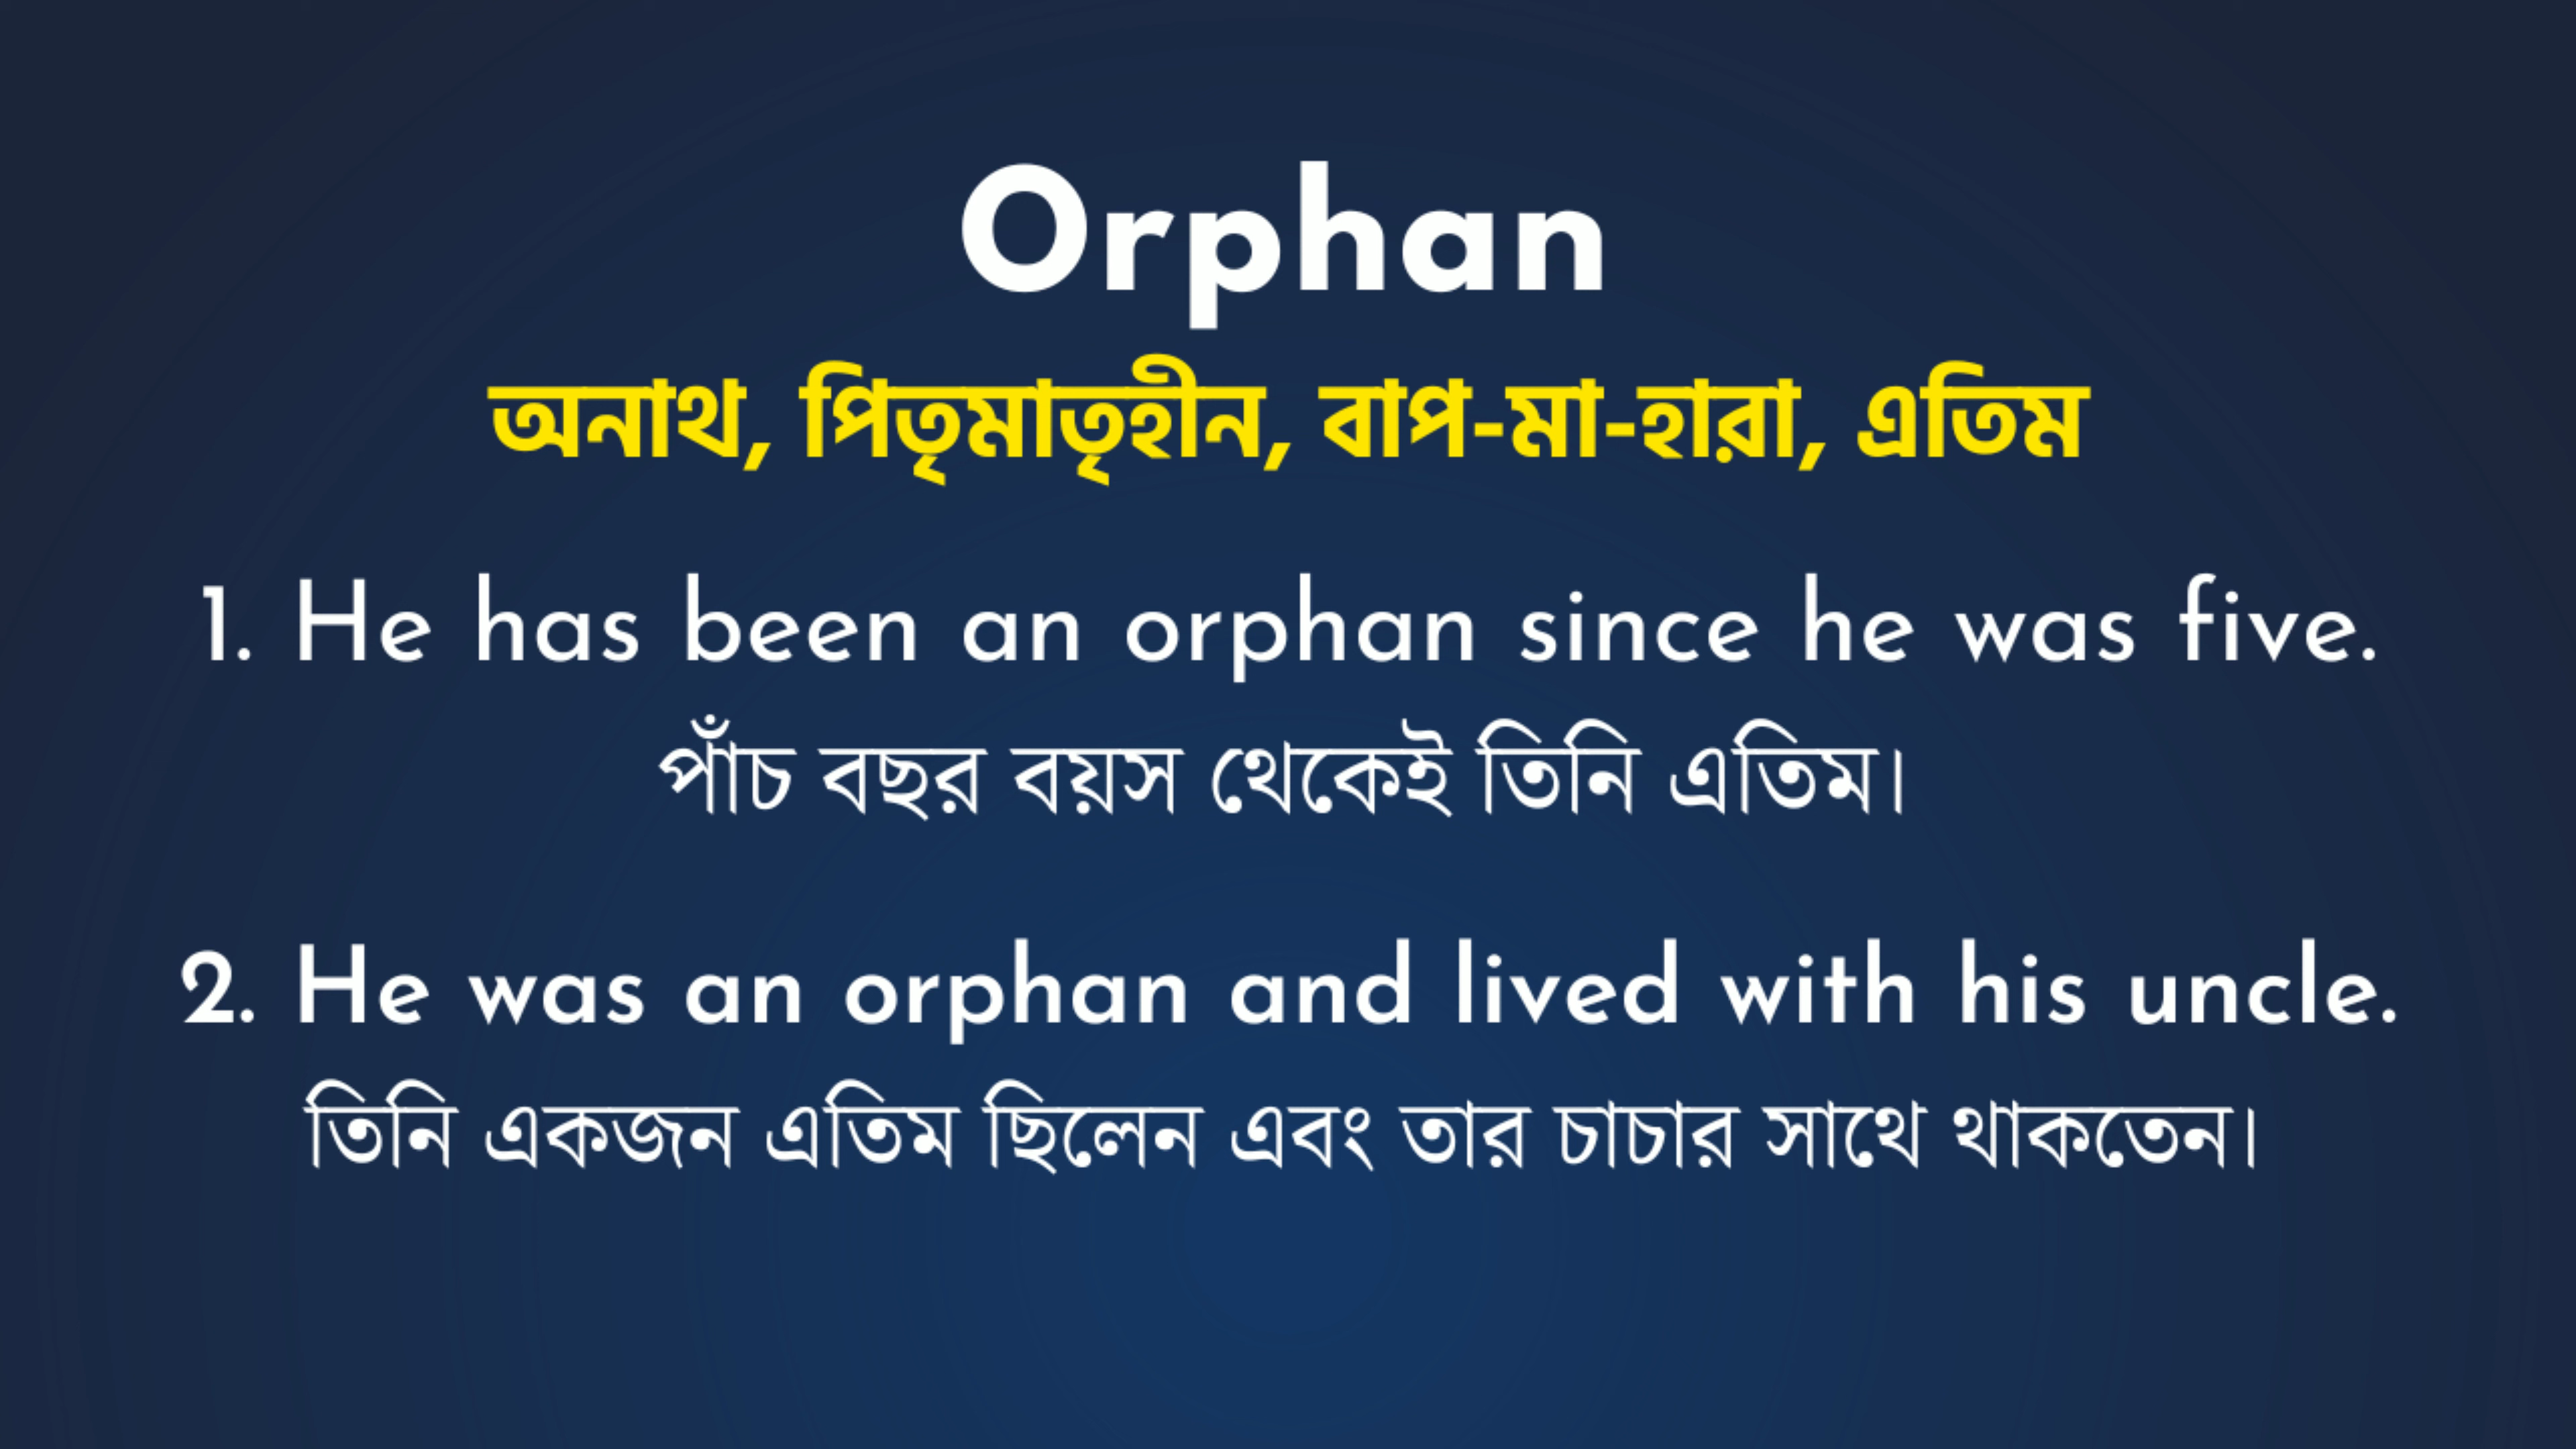 Orphan
অনাথ, পিতৃমাতৃহীন, বাপ-মা-হারা, এতিম
1. He has been an orphan since he was five.
পাঁচ বছর বয়স থেকেই তিনি এতিম।
2. He was an orphan and lived with his uncle.
তিনি একজন এতিম ছিলেন এবং তার চাচার সাথে থাকতেন।